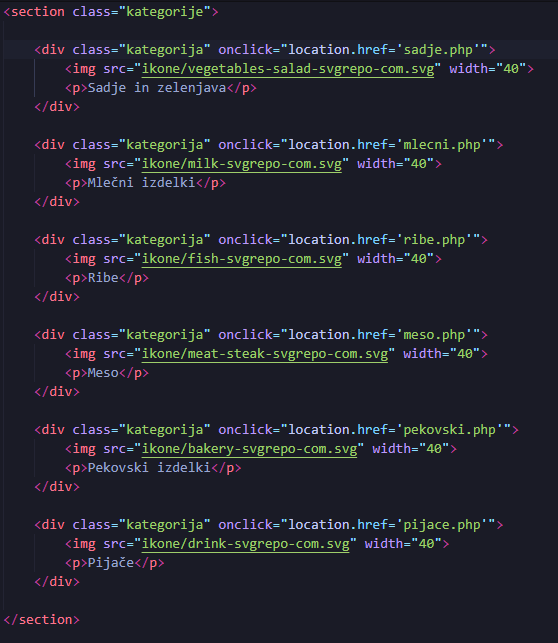 <section class="kategorije">
<div class="kategorija" onclick="location.href='sadje.php'">
<img src="ikone/vegetables-salad-svgrepo-com.svg" width="40">
<p>Sadje in zelenjava</p>
</div>
<div class="kategorija" onclick="location.href='mlecni.php'">
<img src="ikone/milk-svgrepo-com.svg" width="40">
<p>Mlečni izdelki</p>
</div>
<div class="kategorija" onclick="location.href='ribe.php'">
<img src="ikone/fish-svgrepo-com.svg" width="40">
<p>Ribe</p>
</div>
<div class="kategorija" onclick="location.href='meso.php'">
<img src="ikone/meat-steak-svgrepo-com.svg" width="40">
<p>Meso</p>
</div>
<div class="kategorija" onclick="location.href='pekovski.php'">
<img src="ikone/bakery-svgrepo-com.svg" width="40">
<p>Pekovski izdelki</p>
</div>
<div class="kategorija" onclick="location.href='pijace.php'">
<img src="ikone/drink-svgrepo-com.svg" width="40">
<p>Pijače</p>
</div>
</section>